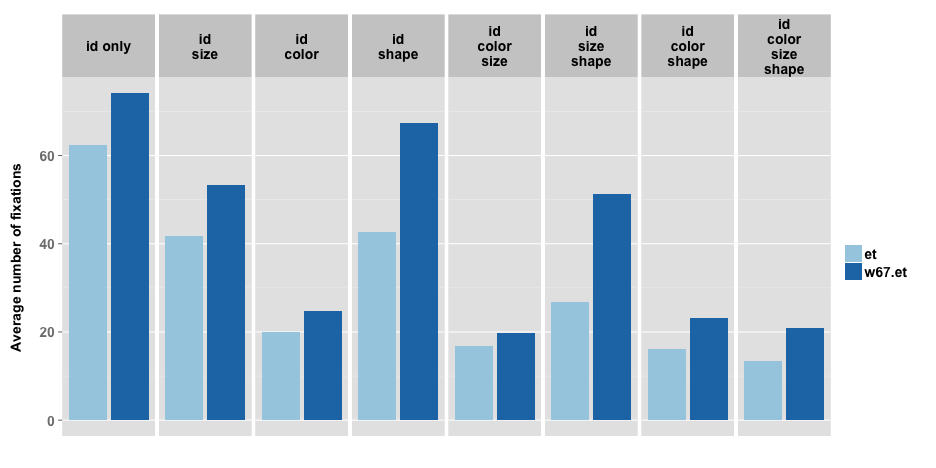 id only
id
size
id
color
id
shape
id
color
size
id
size
shape
id
color
shape
id
color
size
shape
Average number of fixations
60
40
20
0
et
w67.et